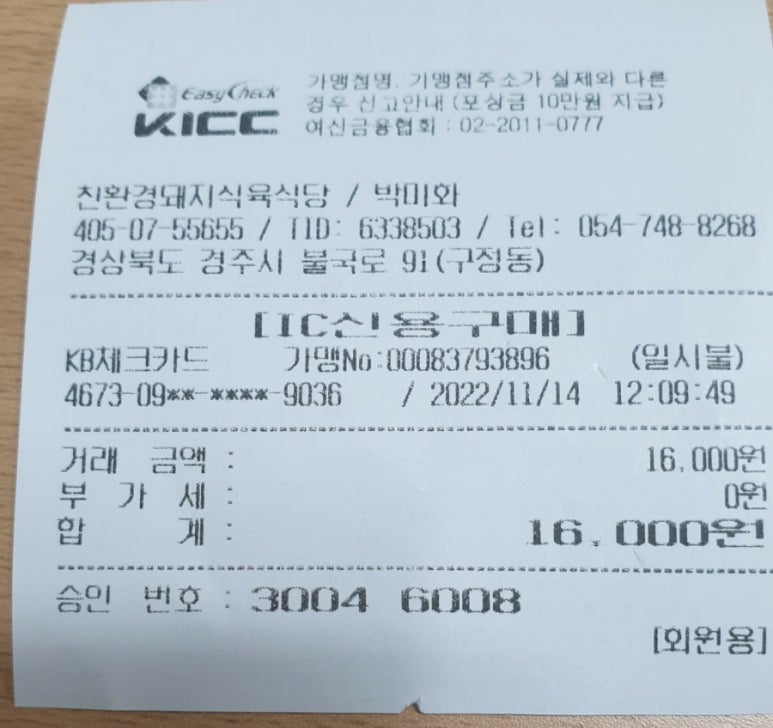 EasyCheck
KICC
가맹점명, 가맹점주소가 실제와 다른
경우 신고안내 (포상금 10만원 지급)
여신금융협회 : 02-2011-0777
친환경돼지식육식당 / 박미화
405-07-55655 / TID: 6338503 / Tel: 054-748-8268
경상북도 경주시 불국로 91(구정동)
[IC신용구매]
KB체크카드 가맹No:00083793896 (일시불)
4673-09**-****-9036 / 2022/11/14 12:09:49
거래 금액 : 16,000원
부 가 세 : 0원
합 계 : 16,000원
승인 번호 : 3004 6008
[회원용]